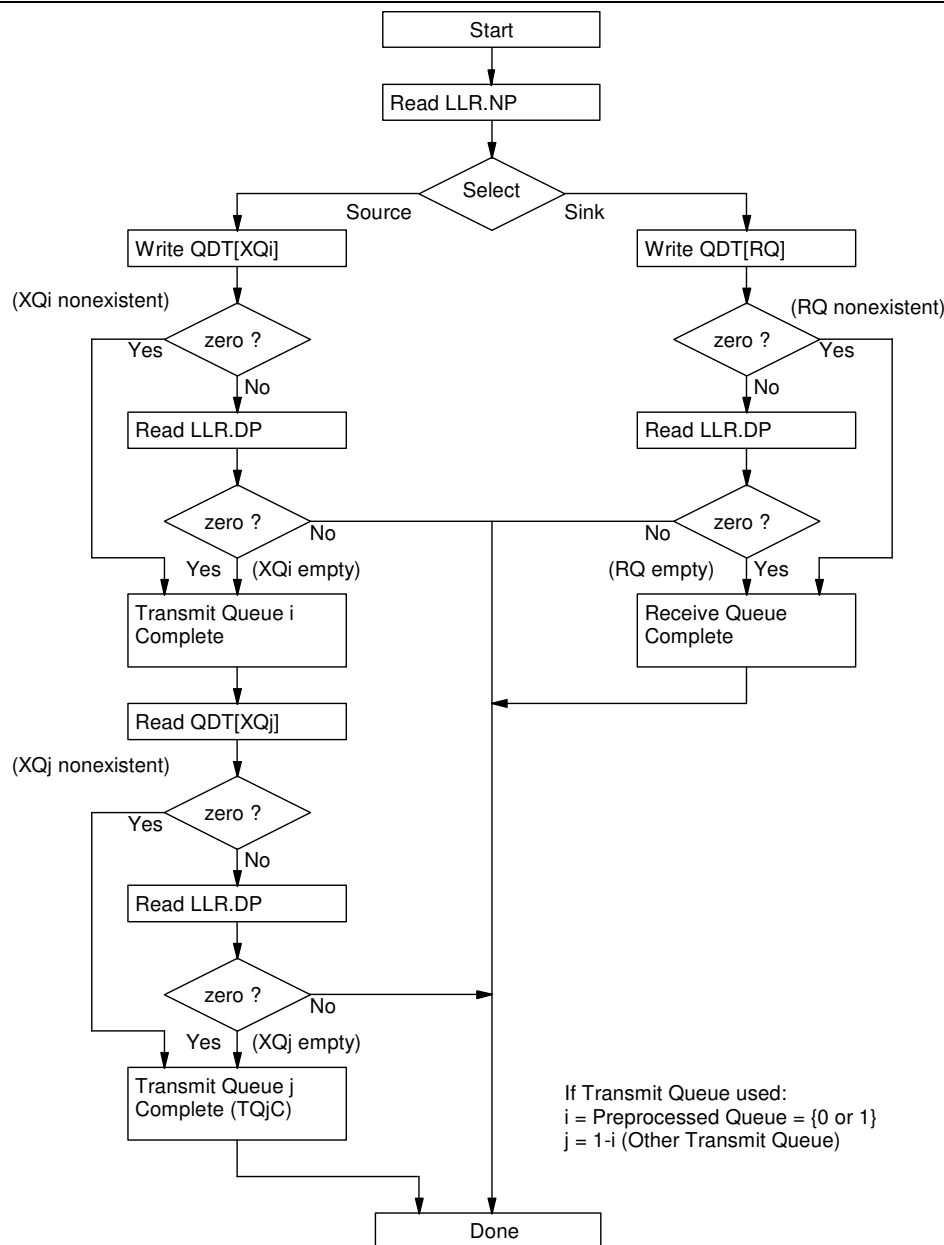 Start
Read LLR.NP
Select
Source
Sink
Write QDT[XQi]
Write QDT[RQ]
(XQi nonexistent)
(RQ nonexistent)
zero ?
zero ?
Yes
Yes
No
No
Read LLR.DP
Read LLR.DP
zero ?
zero ?
No
No
Yes
(XQi empty)
(RQ empty)
Yes
Transmit Queue i
Complete
Receive Queue
Complete
Read QDT[XQj]
(XQj nonexistent)
zero ?
Yes
No
Read LLR.DP
zero ?
No
Yes
(XQj empty)
Transmit Queue j
Complete (TQjC)
If Transmit Queue used:
i = Preprocessed Queue = {0 or 1}
j = 1-i (Other Transmit Queue)
Done